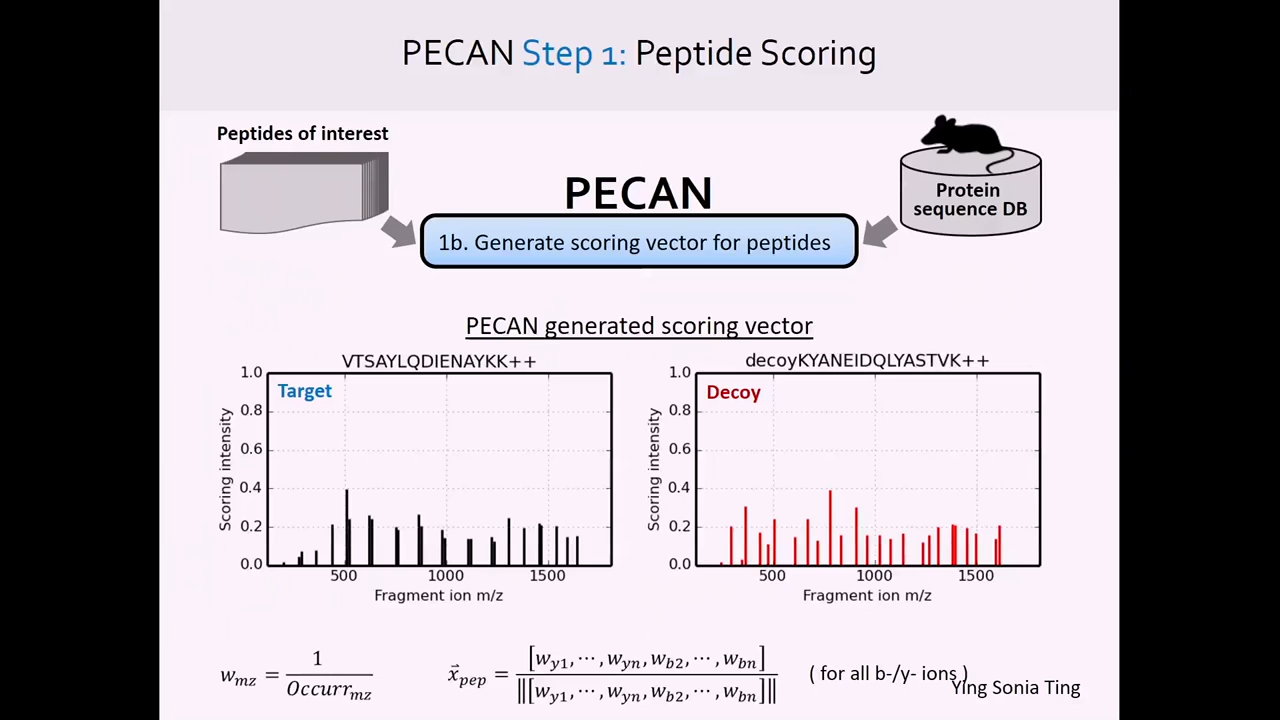 PECAN Step 1: Peptide Scoring
Peptides of interest
PECAN
Protein
sequence DB
1b. Generate scoring vector for peptides
PECAN generated scoring vector
VTSAYLQDIENAYKK++
Target
1.0
0.8
0.6
0.4
0.2
0.0
Scoring intensity
500 1000 1500
Fragment ion m/z
decoyKYANEIDQLYASTVK++
Decoy
1.0
0.8
0.6
0.4
0.2
0.0
Scoring intensity
500 1000 1500
Fragment ion m/z
w_mz = 1 / Occurr_mz
x⃗_pep = [w_y1, ⋯, w_yn, w_b2, ⋯, w_bn] / ‖[w_y1, ⋯, w_yn, w_b2, ⋯, w_bn]‖
( for all b-/y- ions )
Ying Sonia Ting